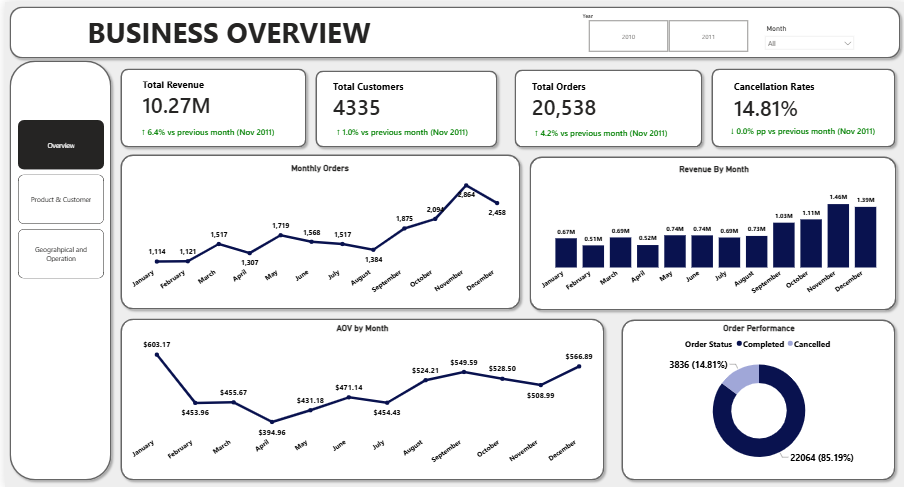 BUSINESS OVERVIEW
Year
2010
2011
Month
All
Overview
Product & Customer
Geograhpical and
Operation
Total Revenue
10.27M
↑ 6.4% vs previous month (Nov 2011)
Total Customers
4335
↑ 1.0% vs previous month (Nov 2011)
Total Orders
20,538
↑ 4.2% vs previous month (Nov 2011)
Cancellation Rates
14.81%
↓ 0.0% pp vs previous month (Nov 2011)
Monthly Orders
1,114
1,121
1,517
1,307
1,719
1,568
1,517
1,384
1,875
2,094
2,864
2,458
January
February
March
April
May
June
July
August
September
October
November
December
Revenue By Month
0.67M
0.51M
0.69M
0.52M
0.74M
0.74M
0.69M
0.73M
1.03M
1.11M
1.46M
1.39M
January
February
March
April
May
June
July
August
September
October
November
December
AOV by Month
$603.17
$453.96
$455.67
$394.96
$431.18
$471.14
$454.43
$524.21
$549.59
$528.50
$508.99
$566.89
January
February
March
April
May
June
July
August
September
October
November
December
Order Performance
Order Status Completed Cancelled
3836 (14.81%)
22064 (85.19%)